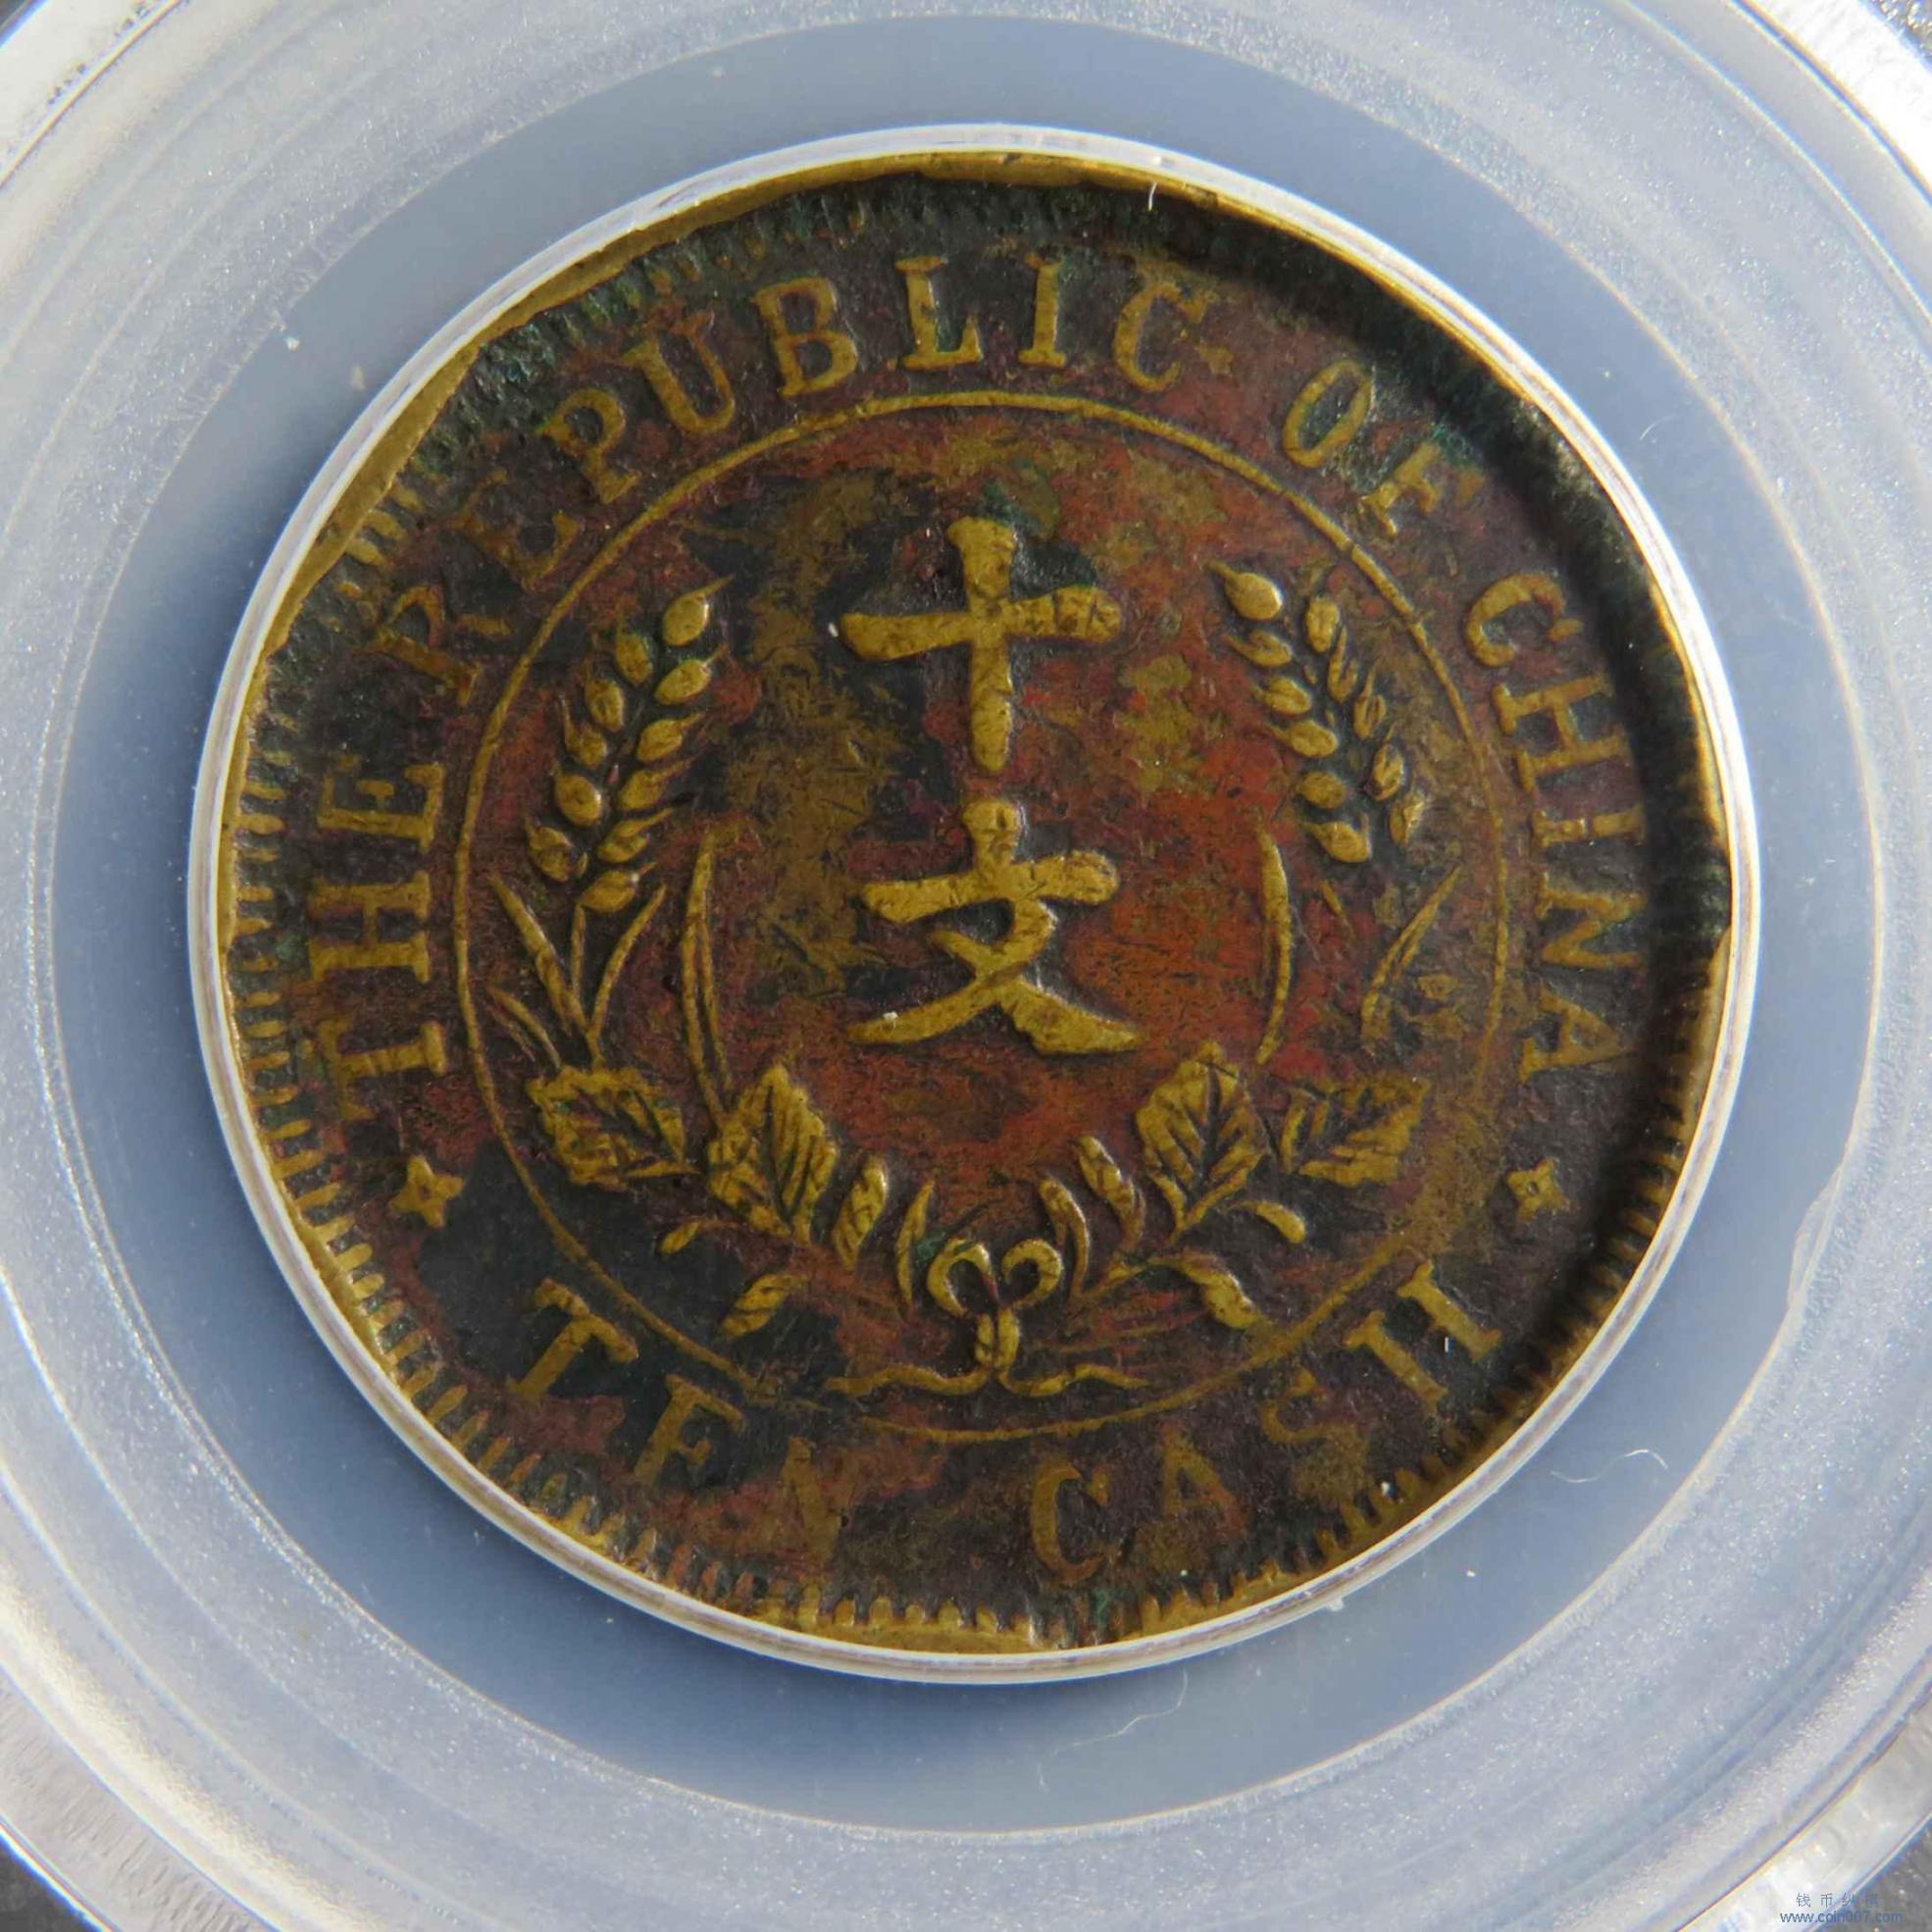 THE REPUBLIC OF CHINA
十
文
TEN CASH
www.coin007.com